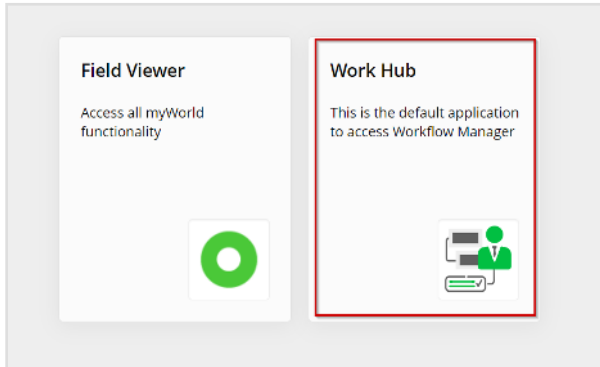 Field Viewer
Access all myWorld
functionality
Work Hub
This is the default application
to access Workflow Manager